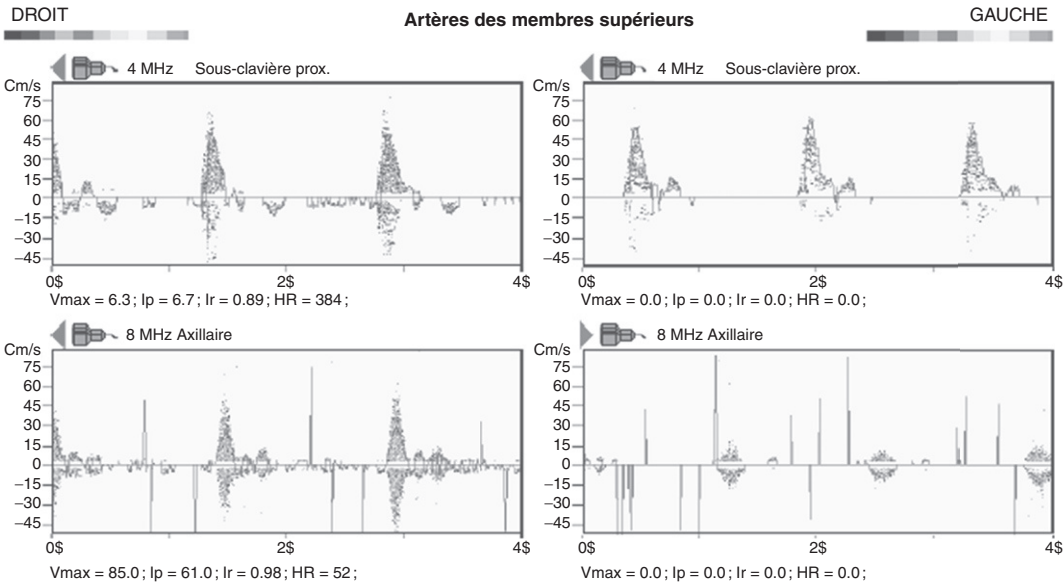 DROIT
Artères des membres supérieurs
GAUCHE
4 MHz Sous-clavière prox.
Cm/s
75
60
45
30
15
0
–15
–30
–45
0$ 2$ 4$
Vmax = 6.3 ; Ip = 6.7 ; Ir = 0.89 ; HR = 384 ;
4 MHz Sous-clavière prox.
Cm/s
75
60
45
30
15
0
–15
–30
–45
0$ 2$ 4$
Vmax = 0.0 ; Ip = 0.0 ; Ir = 0.0 ; HR = 0.0 ;
8 MHz Axillaire
Cm/s
75
60
45
30
15
0
–15
–30
–45
0$ 2$ 4$
Vmax = 85.0 ; Ip = 61.0 ; Ir = 0.98 ; HR = 52 ;
8 MHz Axillaire
Cm/s
75
60
45
30
15
0
–15
–30
–45
0$ 2$ 4$
Vmax = 0.0 ; Ip = 0.0 ; Ir = 0.0 ; HR = 0.0 ;